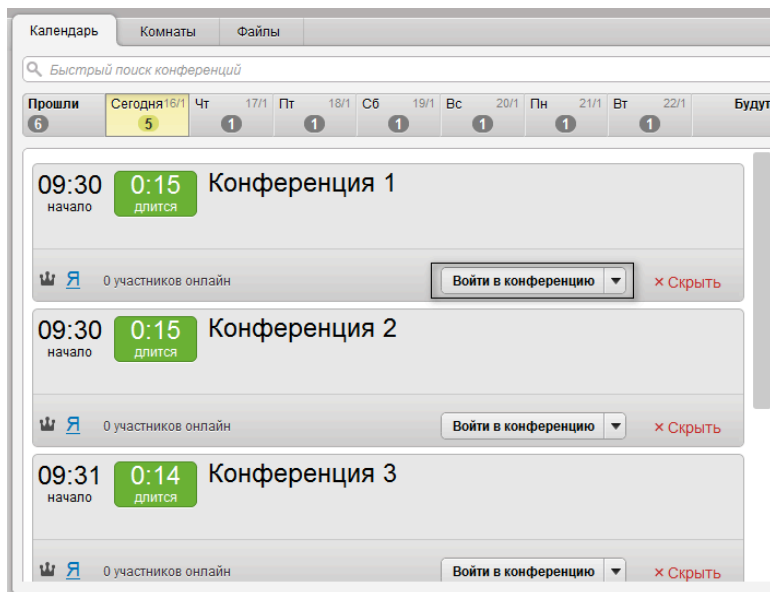 Календарь Комнаты Файлы
Быстрый поиск конференций
Прошли Сегодня 16/1 Чт 17/1 Пт 18/1 Сб 19/1 Вс 20/1 Пн 21/1 Вт 22/1 Будут
6 5 1 1 1 1 1 1
09:30 0:15 Конференция 1
начало длится
Я 0 участников онлайн Войти в конференцию × Скрыть
09:30 0:15 Конференция 2
начало длится
Я 0 участников онлайн Войти в конференцию × Скрыть
09:31 0:14 Конференция 3
начало длится
Я 0 участников онлайн Войти в конференцию × Скрыть